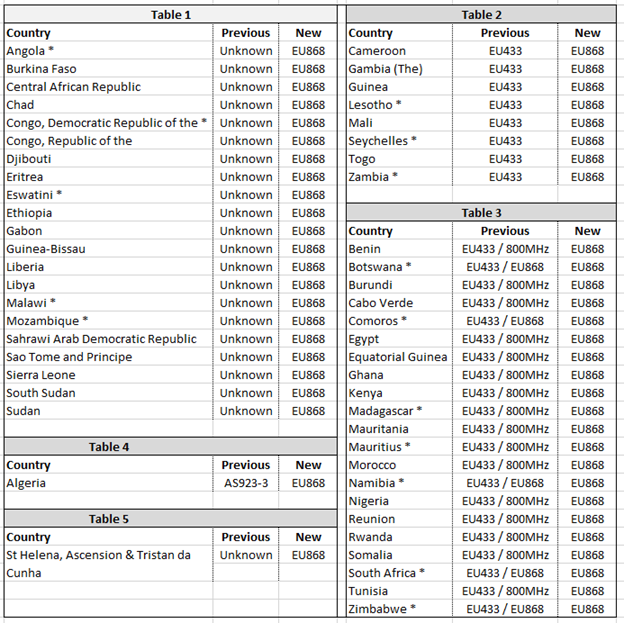 Table 1
Country Previous New
Angola * Unknown EU868
Burkina Faso Unknown EU868
Central African Republic Unknown EU868
Chad Unknown EU868
Congo, Democratic Republic of the * Unknown EU868
Congo, Republic of the Unknown EU868
Djibouti Unknown EU868
Eritrea Unknown EU868
Eswatini * Unknown EU868
Ethiopia Unknown EU868
Gabon Unknown EU868
Guinea-Bissau Unknown EU868
Liberia Unknown EU868
Libya Unknown EU868
Malawi * Unknown EU868
Mozambique * Unknown EU868
Sahrawi Arab Democratic Republic Unknown EU868
Sao Tome and Principe Unknown EU868
Sierra Leone Unknown EU868
South Sudan Unknown EU868
Sudan Unknown EU868
Table 4
Country Previous New
Algeria AS923-3 EU868
Table 5
Country Previous New
St Helena, Ascension & Tristan da Unknown EU868
Cunha
Table 2
Country Previous New
Cameroon EU433 EU868
Gambia (The) EU433 EU868
Guinea EU433 EU868
Lesotho * EU433 EU868
Mali EU433 EU868
Seychelles * EU433 EU868
Togo EU433 EU868
Zambia * EU433 EU868
Table 3
Country Previous New
Benin EU433 / 800MHz EU868
Botswana * EU433 / EU868 EU868
Burundi EU433 / 800MHz EU868
Cabo Verde EU433 / 800MHz EU868
Comoros * EU433 / EU868 EU868
Egypt EU433 / 800MHz EU868
Equatorial Guinea EU433 / 800MHz EU868
Ghana EU433 / 800MHz EU868
Kenya EU433 / 800MHz EU868
Madagascar * EU433 / 800MHz EU868
Mauritania EU433 / 800MHz EU868
Mauritius * EU433 / 800MHz EU868
Morocco EU433 / 800MHz EU868
Namibia * EU433 / EU868 EU868
Nigeria EU433 / 800MHz EU868
Reunion EU433 / 800MHz EU868
Rwanda EU433 / 800MHz EU868
Somalia EU433 / 800MHz EU868
South Africa * EU433 / EU868 EU868
Tunisia EU433 / 800MHz EU868
Zimbabwe * EU433 / EU868 EU868